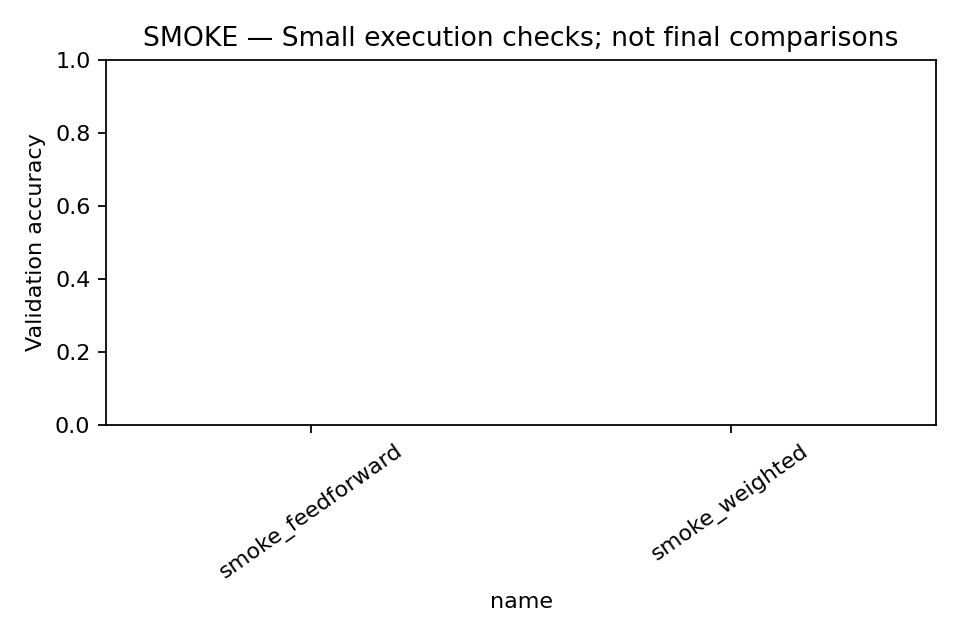 SMOKE — Small execution checks; not final comparisons
1.0
0.8
0.6
0.4
0.2
0.0
Validation accuracy
smoke_feedforward
smoke_weighted
name